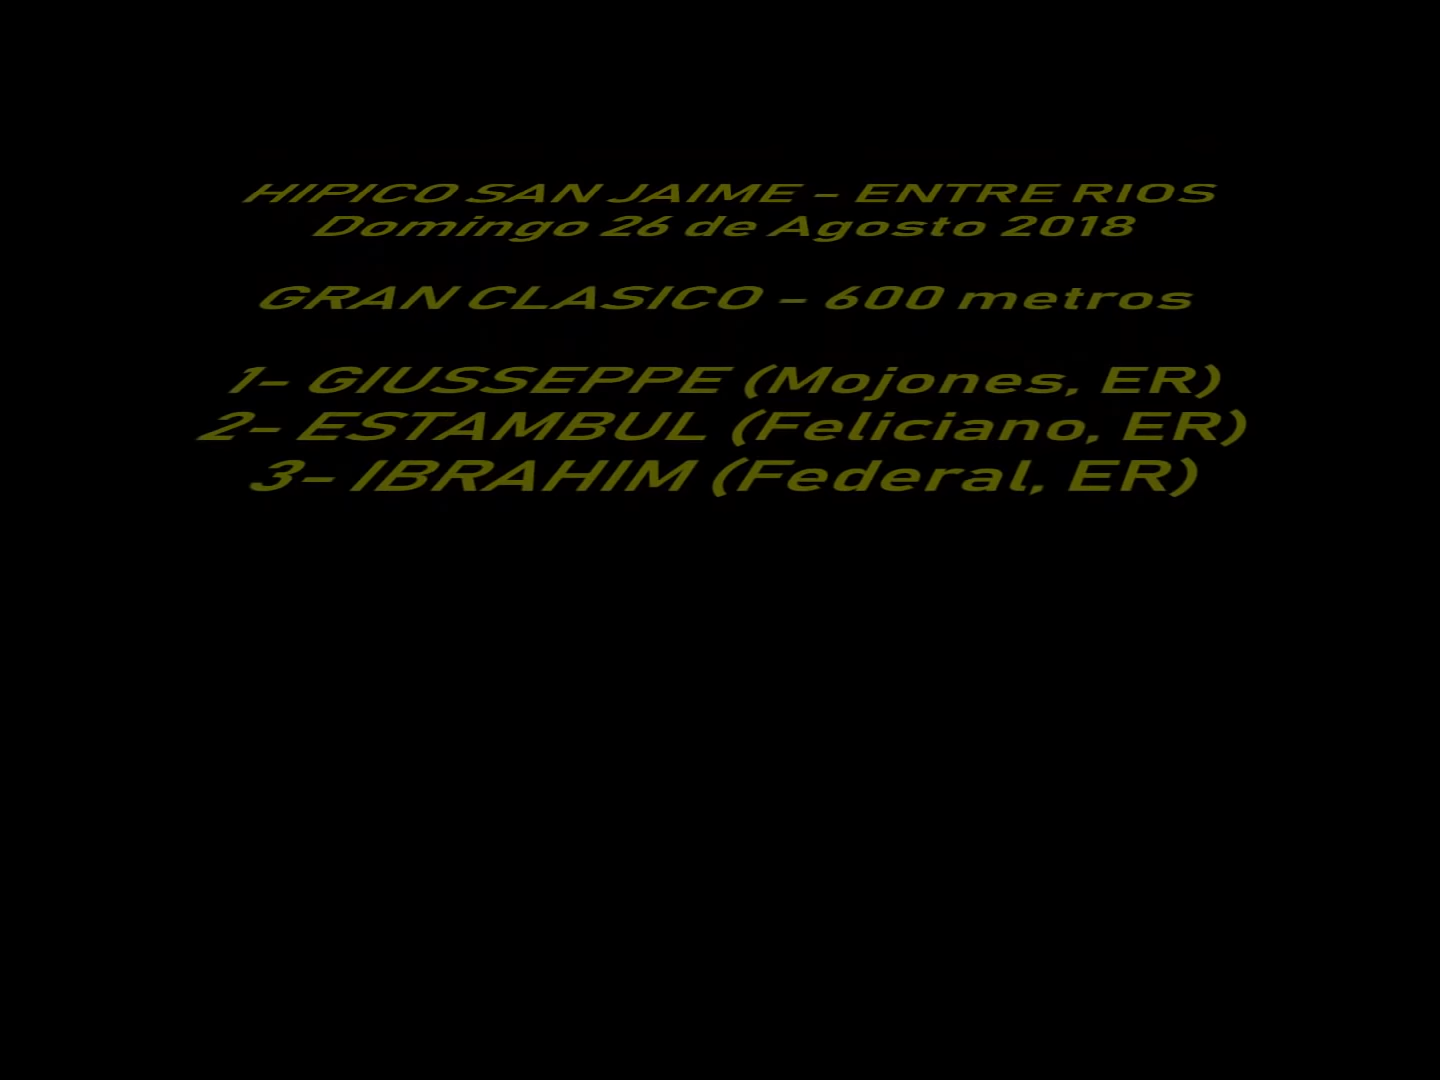 HIPICO SAN JAIME - ENTRE RIOS
Domingo 26 de Agosto 2018
GRAN CLASICO - 600 metros
1- GIUSSEPPE (Mojones, ER)
2- ESTAMBUL (Feliciano, ER)
3- IBRAHIM (Federal, ER)